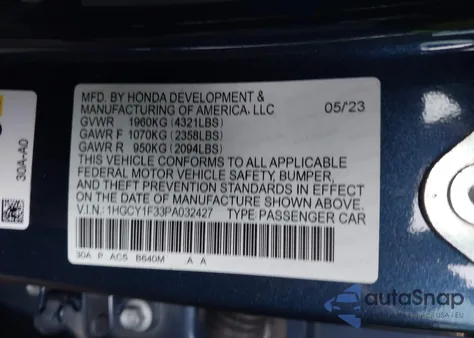 MFD. BY HONDA DEVELOPMENT &
MANUFACTURING OF AMERICA, LLC 05/23
GVWR 1960KG (4321LBS)
GAWR F 1070KG (2358LBS)
GAWR R 950KG (2094LBS)
THIS VEHICLE CONFORMS TO ALL APPLICABLE
FEDERAL MOTOR VEHICLE SAFETY, BUMPER,
AND THEFT PREVENTION STANDARDS IN EFFECT
ON THE DATE OF MANUFACTURE SHOWN ABOVE.
V.I.N.: 1HGCY1F33PA032427 TYPE PASSENGER CAR
30A P AC5 B640M A A
30A-A0
autoSnap